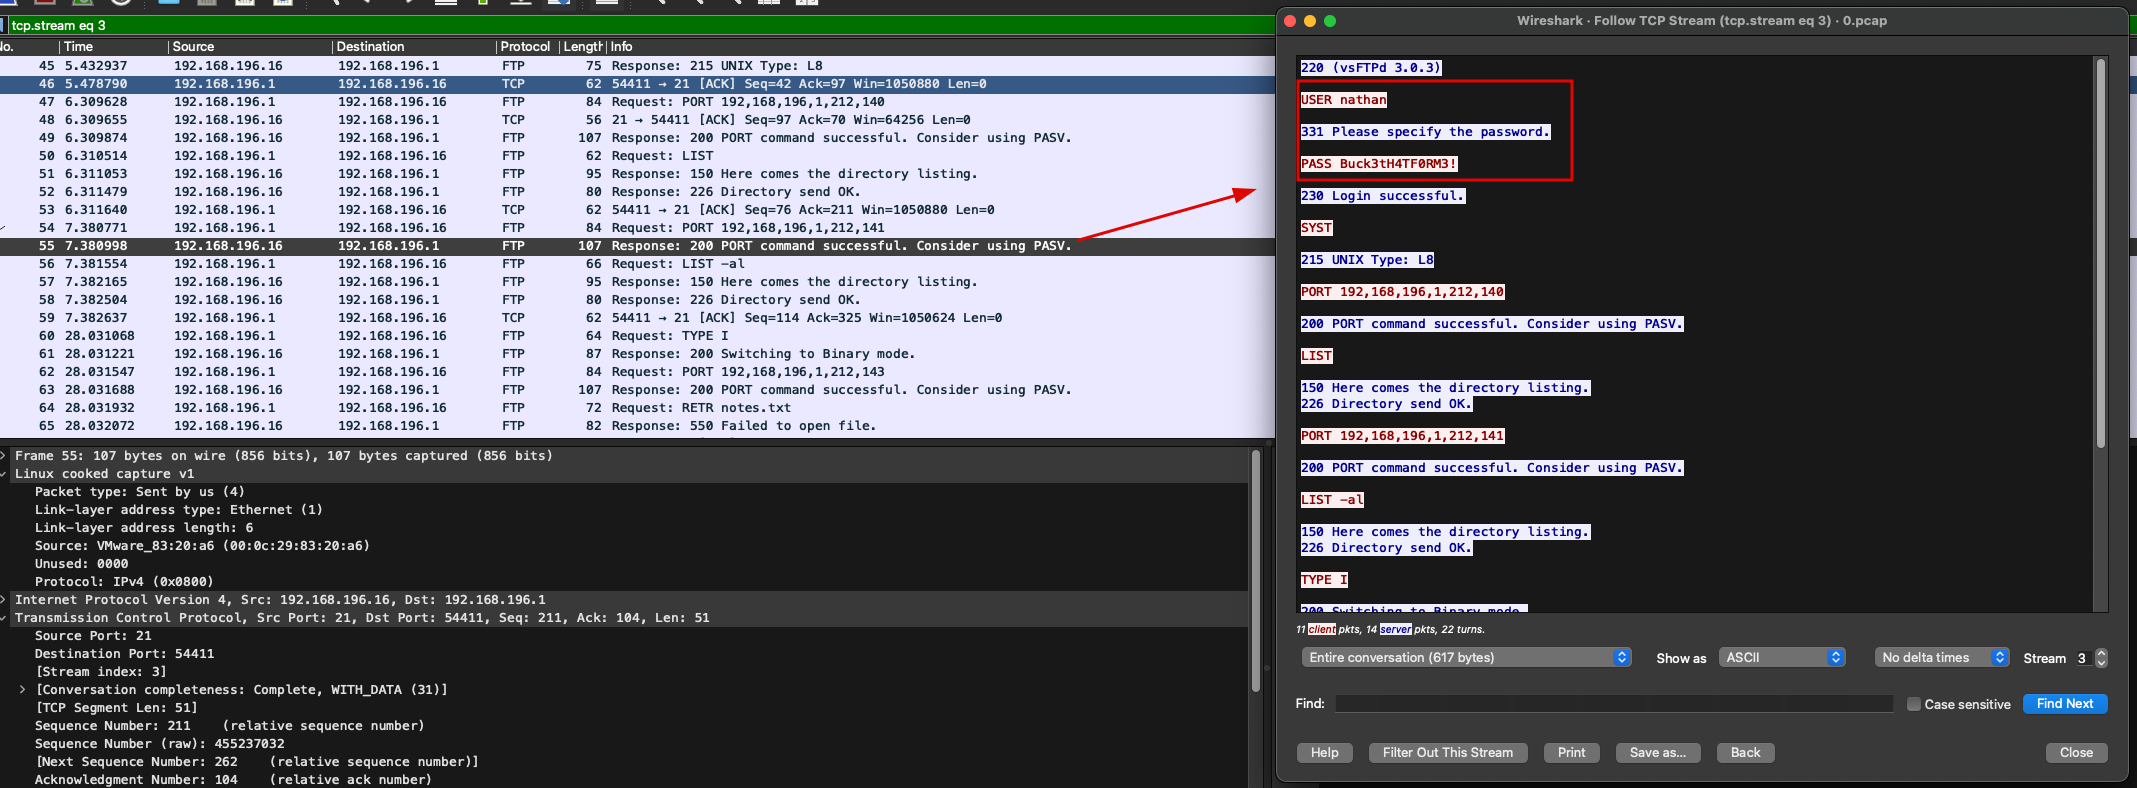 tcp.stream eq 3
No. Time Source Destination Protocol Length Info
45 5.432937 192.168.196.16 192.168.196.1 FTP 75 Response: 215 UNIX Type: L8
46 5.478790 192.168.196.1 192.168.196.16 TCP 62 54411 → 21 [ACK] Seq=42 Ack=97 Win=1050880 Len=0
47 6.309628 192.168.196.1 192.168.196.16 FTP 84 Request: PORT 192,168,196,1,212,140
48 6.309655 192.168.196.16 192.168.196.1 TCP 56 21 → 54411 [ACK] Seq=97 Ack=70 Win=64256 Len=0
49 6.309874 192.168.196.16 192.168.196.1 FTP 107 Response: 200 PORT command successful. Consider using PASV.
50 6.310514 192.168.196.1 192.168.196.16 FTP 62 Request: LIST
51 6.311053 192.168.196.16 192.168.196.1 FTP 95 Response: 150 Here comes the directory listing.
52 6.311479 192.168.196.16 192.168.196.1 FTP 80 Response: 226 Directory send OK.
53 6.311640 192.168.196.1 192.168.196.16 TCP 62 54411 → 21 [ACK] Seq=76 Ack=211 Win=1050880 Len=0
54 7.380771 192.168.196.1 192.168.196.16 FTP 84 Request: PORT 192,168,196,1,212,141
55 7.380998 192.168.196.16 192.168.196.1 FTP 107 Response: 200 PORT command successful. Consider using PASV.
56 7.381554 192.168.196.1 192.168.196.16 FTP 66 Request: LIST -al
57 7.382165 192.168.196.16 192.168.196.1 FTP 95 Response: 150 Here comes the directory listing.
58 7.382504 192.168.196.16 192.168.196.1 FTP 80 Response: 226 Directory send OK.
59 7.382637 192.168.196.1 192.168.196.16 TCP 62 54411 → 21 [ACK] Seq=114 Ack=325 Win=1050624 Len=0
60 28.031068 192.168.196.1 192.168.196.16 FTP 64 Request: TYPE I
61 28.031221 192.168.196.16 192.168.196.1 FTP 87 Response: 200 Switching to Binary mode.
62 28.031547 192.168.196.1 192.168.196.16 FTP 84 Request: PORT 192,168,196,1,212,143
63 28.031688 192.168.196.16 192.168.196.1 FTP 107 Response: 200 PORT command successful. Consider using PASV.
64 28.031932 192.168.196.1 192.168.196.16 FTP 72 Request: RETR notes.txt
65 28.032072 192.168.196.16 192.168.196.1 FTP 82 Response: 550 Failed to open file.
Frame 55: 107 bytes on wire (856 bits), 107 bytes captured (856 bits)
Linux cooked capture v1
Packet type: Sent by us (4)
Link-layer address type: Ethernet (1)
Link-layer address length: 6
Source: VMware_83:20:a6 (00:0c:29:83:20:a6)
Unused: 0000
Protocol: IPv4 (0x0800)
Internet Protocol Version 4, Src: 192.168.196.16, Dst: 192.168.196.1
Transmission Control Protocol, Src Port: 21, Dst Port: 54411, Seq: 211, Ack: 104, Len: 51
Source Port: 21
Destination Port: 54411
[Stream index: 3]
[Conversation completeness: Complete, WITH_DATA (31)]
[TCP Segment Len: 51]
Sequence Number: 211 (relative sequence number)
Sequence Number (raw): 455237032
[Next Sequence Number: 262 (relative sequence number)]
Acknowledgment Number: 104 (relative ack number)
Wireshark · Follow TCP Stream (tcp.stream eq 3) · 0.pcap
220 (vsFTPd 3.0.3)
USER nathan
331 Please specify the password.
PASS Buck3tH4TF0RM3!
230 Login successful.
SYST
215 UNIX Type: L8
PORT 192,168,196,1,212,140
200 PORT command successful. Consider using PASV.
LIST
150 Here comes the directory listing.
226 Directory send OK.
PORT 192,168,196,1,212,141
200 PORT command successful. Consider using PASV.
LIST -al
150 Here comes the directory listing.
226 Directory send OK.
TYPE I
200 Switching to Binary mode.
11 client pkts, 14 server pkts, 22 turns.
Entire conversation (617 bytes) Show as ASCII No delta times Stream 3
Find: Case sensitive Find Next
Help Filter Out This Stream Print Save as... Back Close